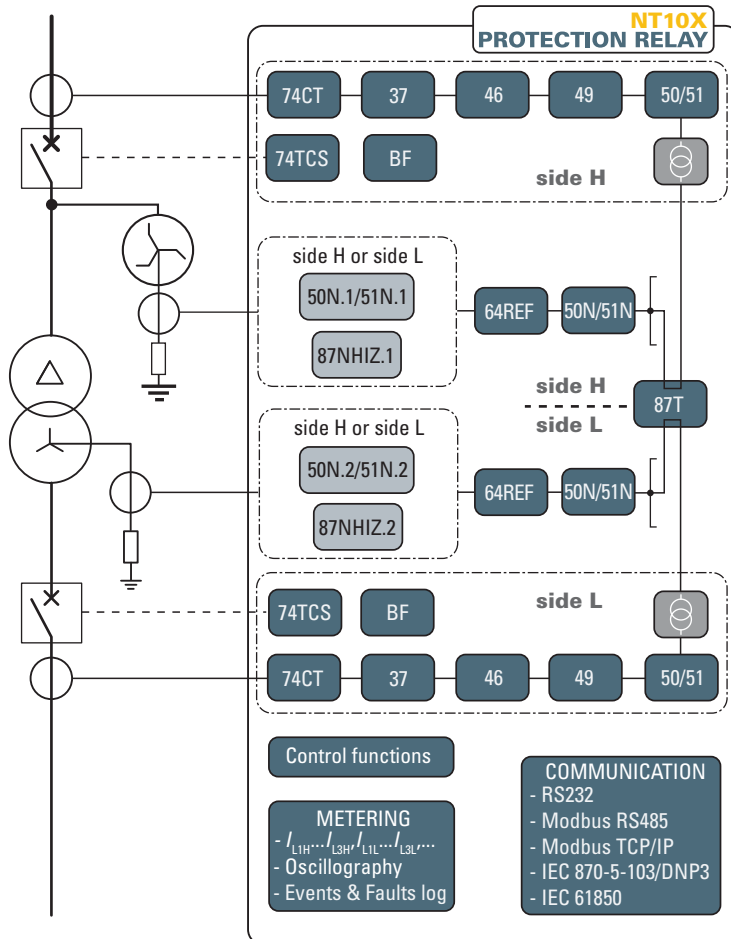 NT10X
PROTECTION RELAY
74CT
37
46
49
50/51
74TCS
BF
side H
side H or side L
50N.1/51N.1
87NHIZ.1
64REF
50N/51N
side H
87T
side L
side H or side L
50N.2/51N.2
87NHIZ.2
64REF
50N/51N
74TCS
BF
side L
74CT
37
46
49
50/51
Control functions
METERING
- IL1H...IL3H,IL1L...IL3L,...
- Oscillography
- Events & Faults log
COMMUNICATION
- RS232
- Modbus RS485
- Modbus TCP/IP
- IEC 870-5-103/DNP3
- IEC 61850